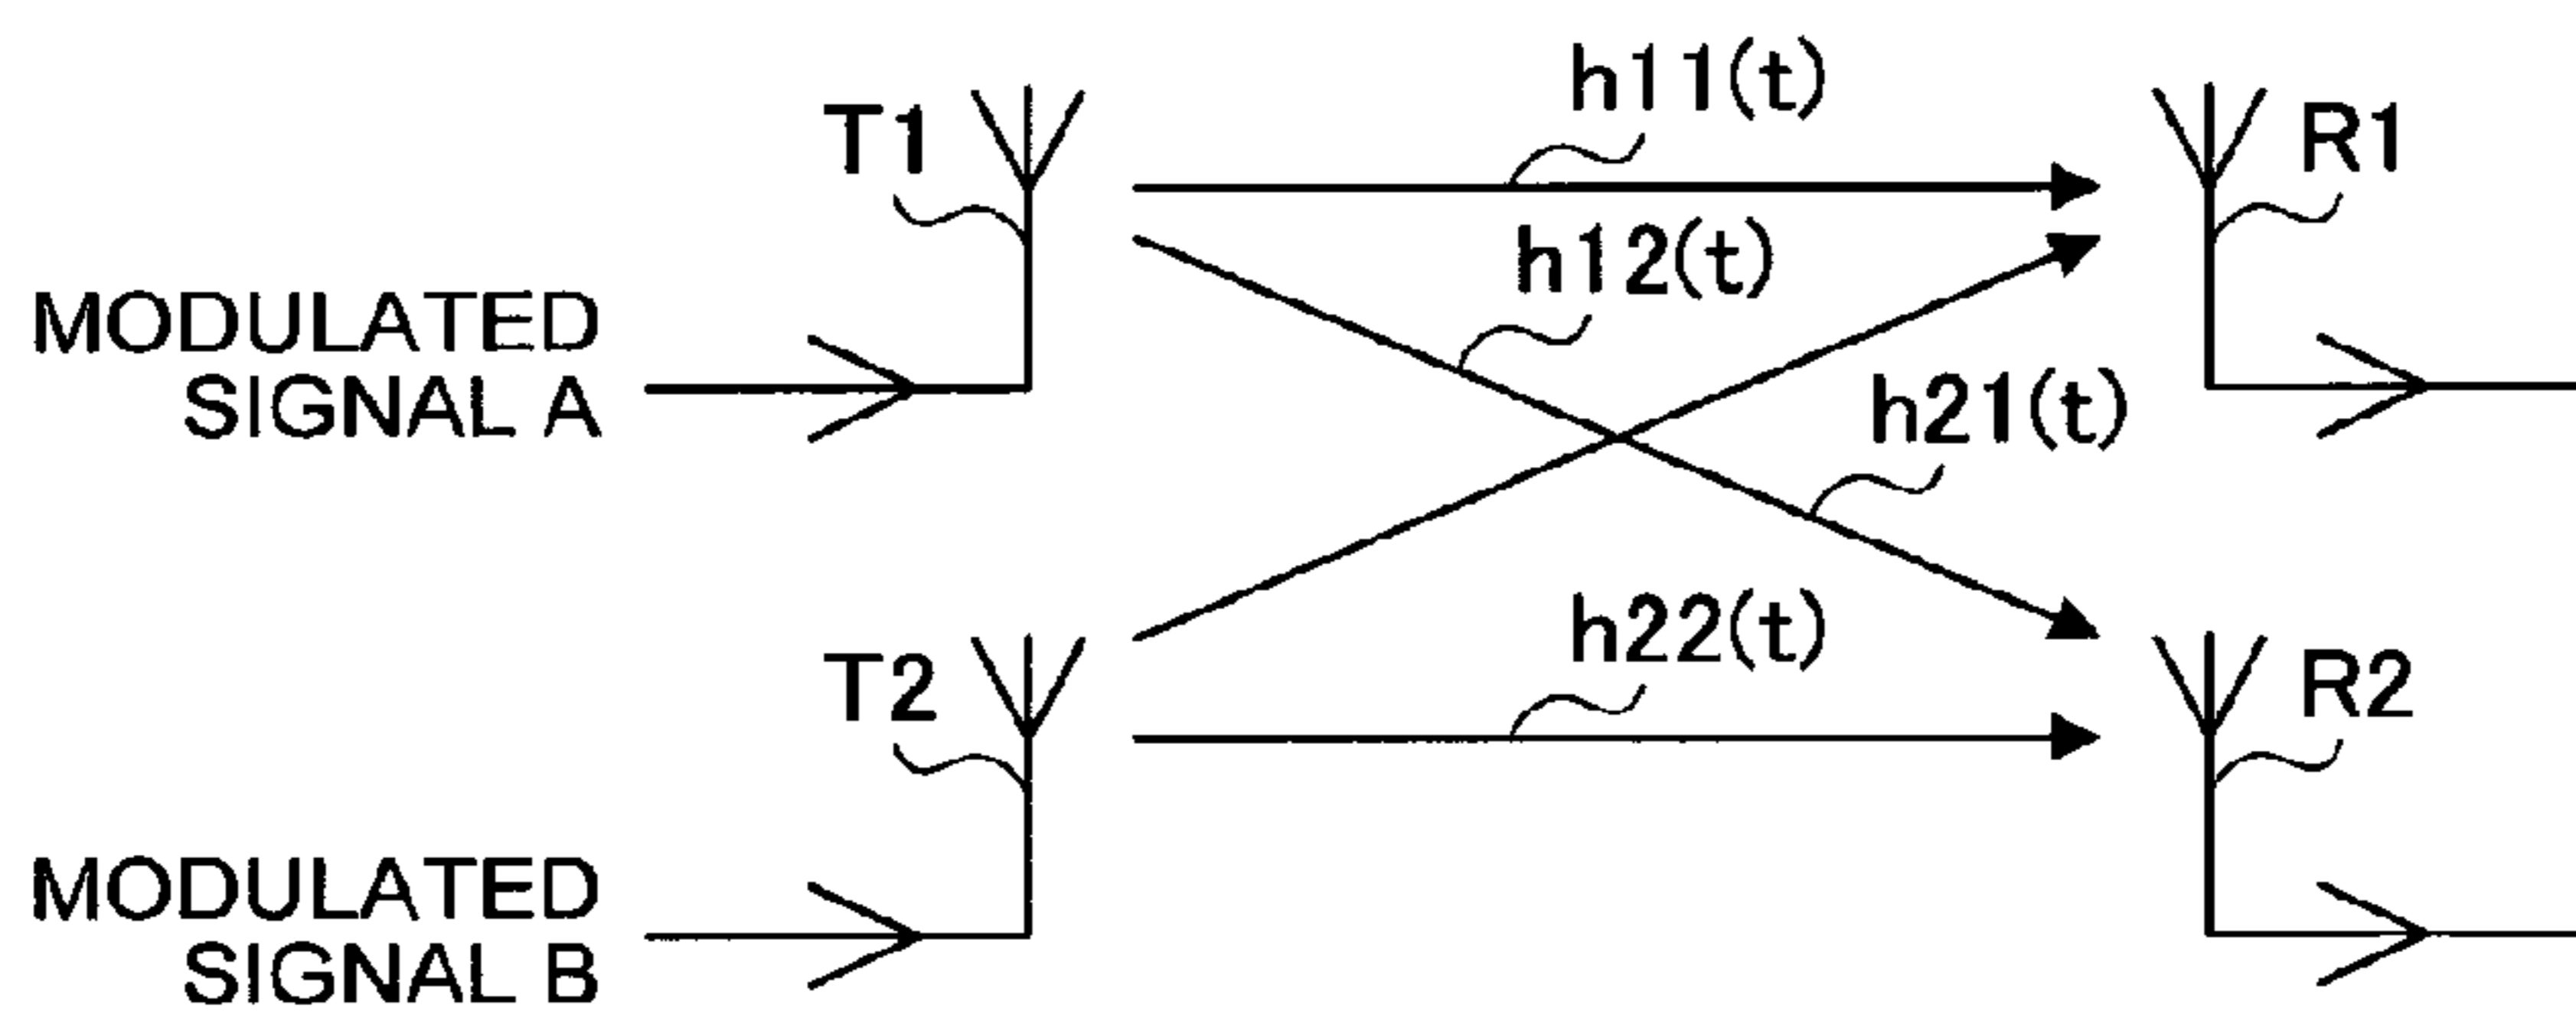 h11(t)
T1
R1
h12(t)
MODULATED
SIGNAL A
h21(t)
h22(t)
T2
R2
MODULATED
SIGNAL B